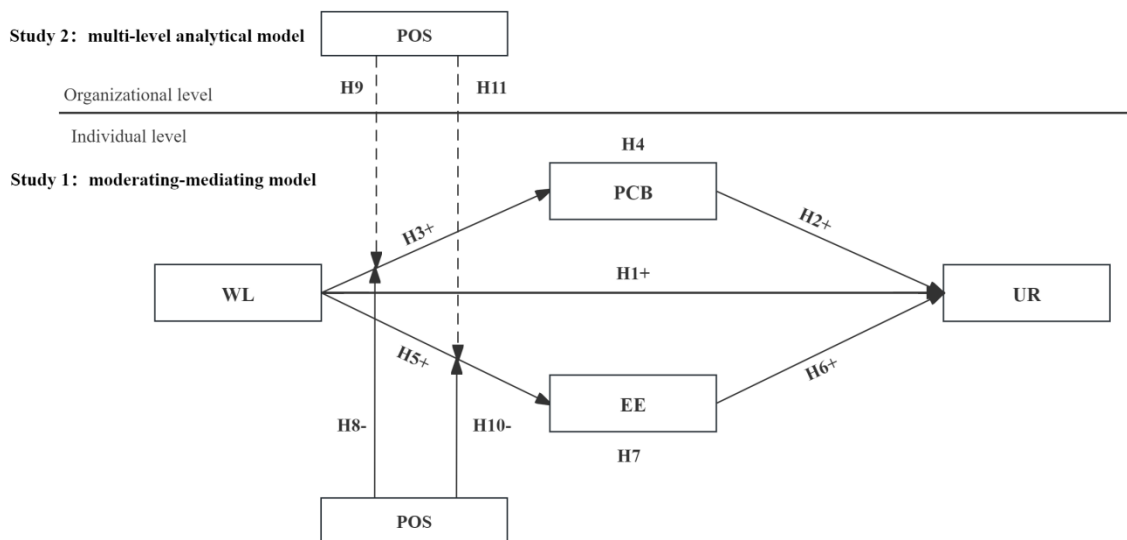 Study 2：multi-level analytical model
POS
H9
H11
Organizational level
Individual level
H4
Study 1：moderating-mediating model
PCB
H3+
H2+
WL
H1+
UR
H5+
H6+
EE
H8-
H10-
H7
POS